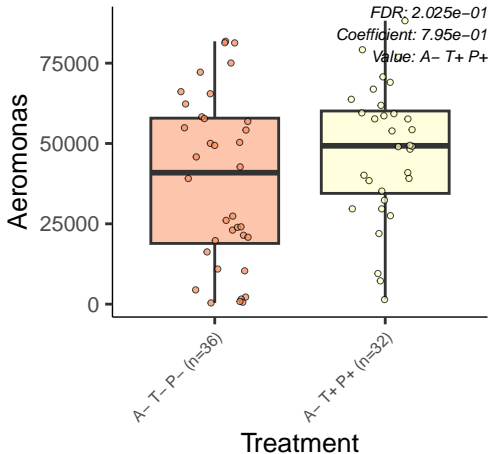 FDR: 2.025e−01
Coefficient: 7.95e−01
Value: A− T+ P+
75000
50000
25000
0
Aeromonas
A− T− P− (n=36)
A− T+ P+ (n=32)
Treatment